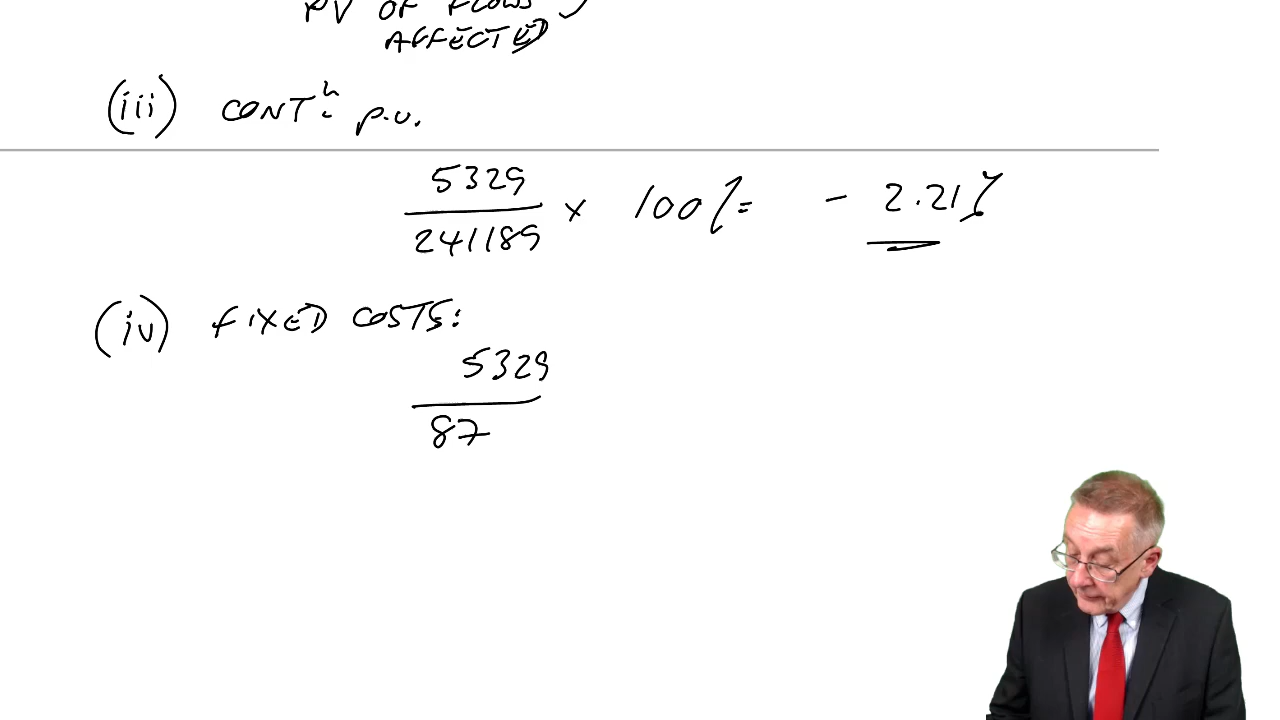 PV OF FLOWS
AFFECTED
(iii) CONTⁿ: p.u.
5329
241189
× 100% = - 2.21%
(iv) FIXED COSTS:
5329
87